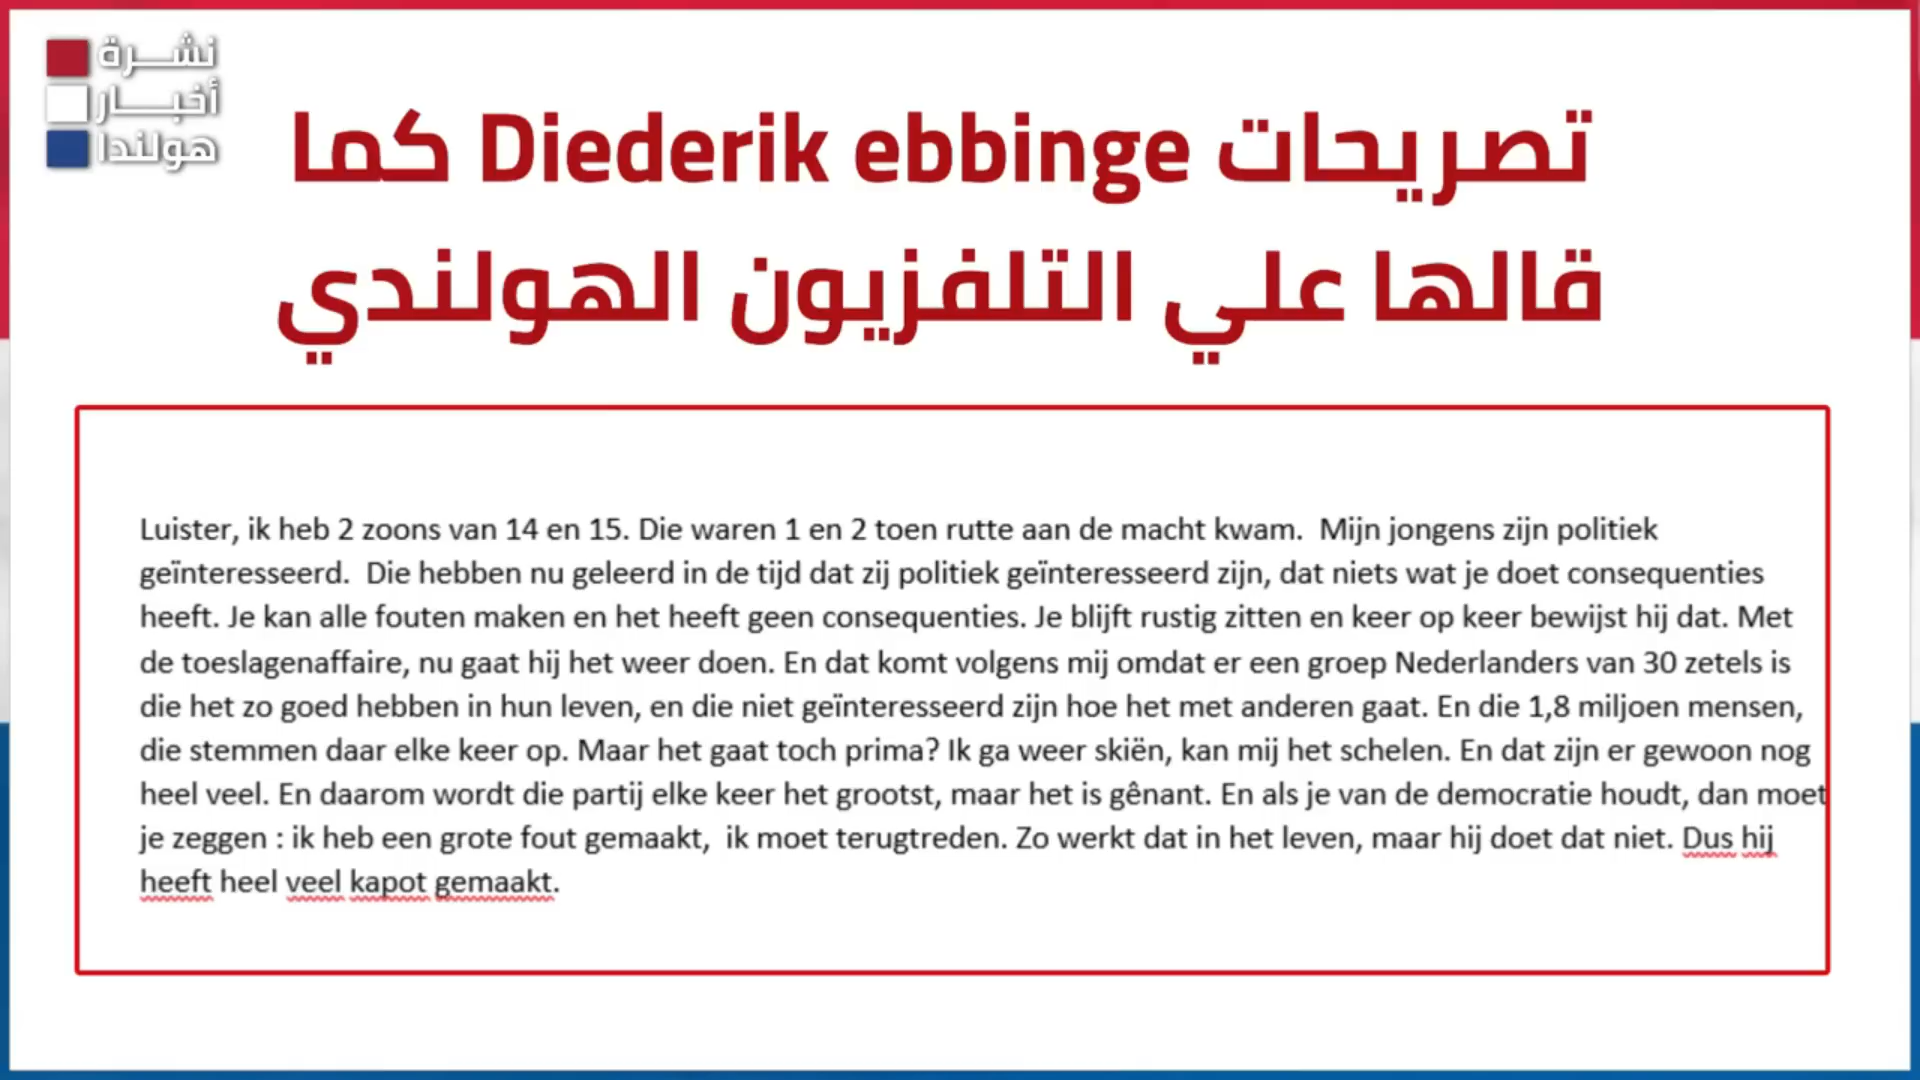 نشرة
أخبار
هولندا
تصريحات Diederik ebbinge كما
قالها علي التلفزيون الهولندي
Luister, ik heb 2 zoons van 14 en 15. Die waren 1 en 2 toen rutte aan de macht kwam.  Mijn jongens zijn politiek
geïnteresseerd.  Die hebben nu geleerd in de tijd dat zij politiek geïnteresseerd zijn, dat niets wat je doet consequenties
heeft. Je kan alle fouten maken en het heeft geen consequenties. Je blijft rustig zitten en keer op keer bewijst hij dat. Met
de toeslagenaffaire, nu gaat hij het weer doen. En dat komt volgens mij omdat er een groep Nederlanders van 30 zetels is
die het zo goed hebben in hun leven, en die niet geïnteresseerd zijn hoe het met anderen gaat. En die 1,8 miljoen mensen,
die stemmen daar elke keer op. Maar het gaat toch prima? Ik ga weer skiën, kan mij het schelen. En dat zijn er gewoon nog
heel veel. En daarom wordt die partij elke keer het grootst, maar het is gênant. En als je van de democratie houdt, dan moet
je zeggen : ik heb een grote fout gemaakt,  ik moet terugtreden. Zo werkt dat in het leven, maar hij doet dat niet. Dus hij
heeft heel veel kapot gemaakt.